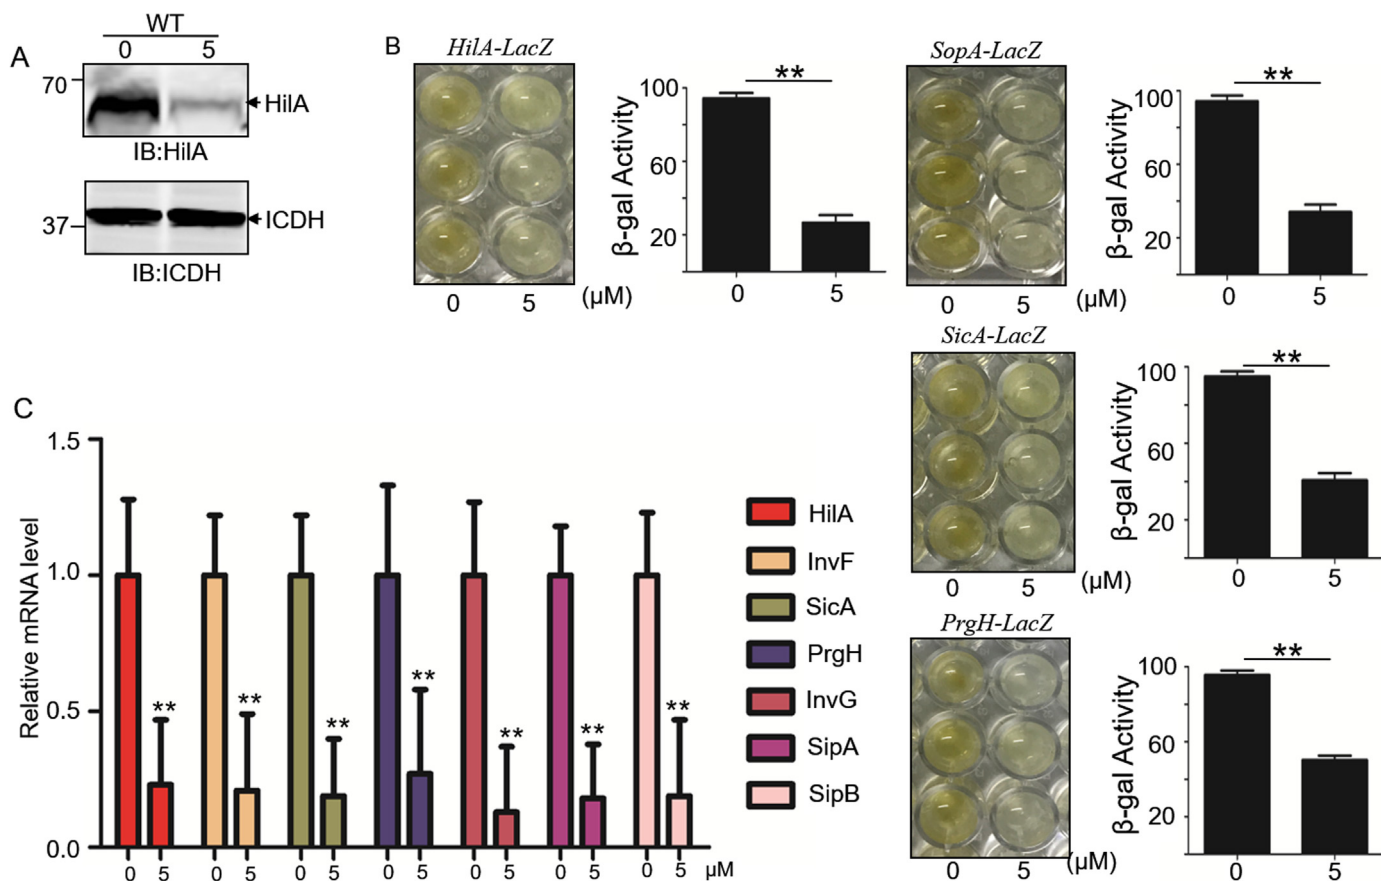 A
WT
0 5
70
HilA
IB:HilA
37
ICDH
IB:ICDH
B
HilA-LacZ
0 5 (μM)
β-gal Activity
100
60
20
**
0 5
SopA-LacZ
0 5 (μM)
β-gal Activity
100
60
20
**
0 5
SicA-LacZ
0 5 (μM)
β-gal Activity
100
60
20
**
0 5
PrgH-LacZ
0 5 (μM)
β-gal Activity
100
60
20
**
0 5
C
Relative mRNA level
1.5
1.0
0.5
0.0
** ** ** ** ** ** **
0 5 0 5 0 5 0 5 0 5 0 5 0 5 μM
HilA
InvF
SicA
PrgH
InvG
SipA
SipB